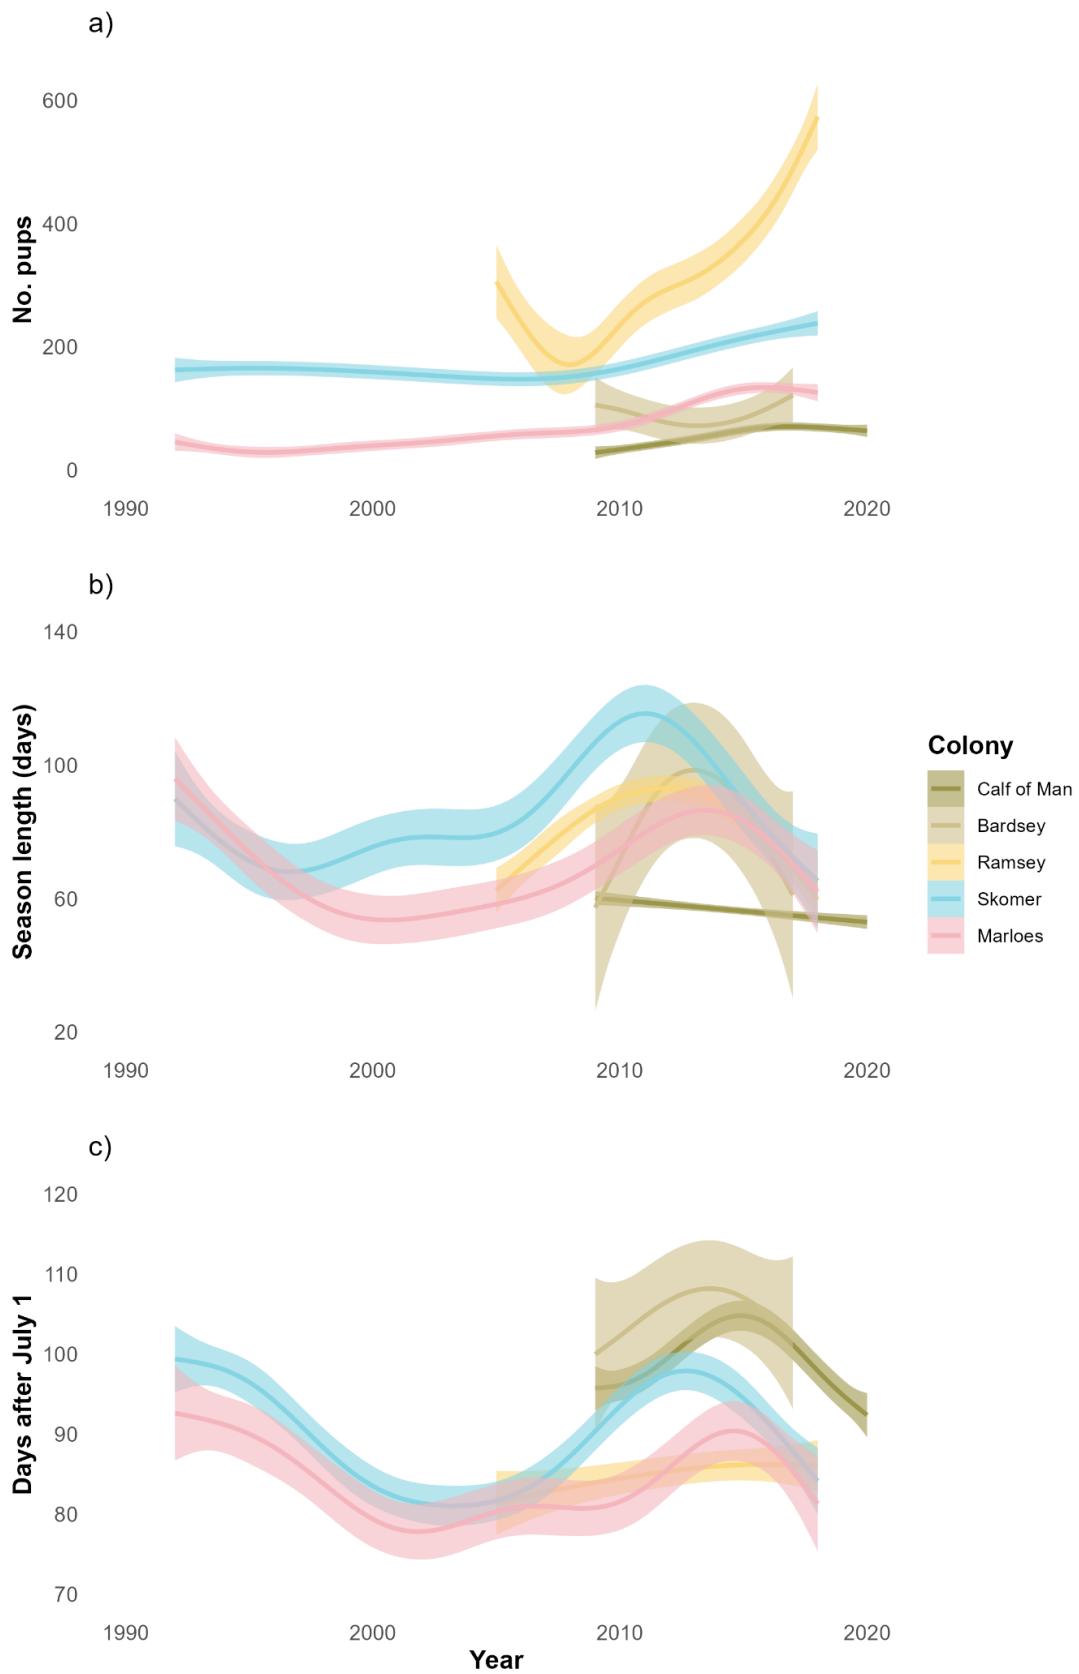 a)
No. pups
600
400
200
0
1990 2000 2010 2020
b)
Season length (days)
140
100
60
20
1990 2000 2010 2020
Colony
Calf of Man
Bardsey
Ramsey
Skomer
Marloes
c)
Days after July 1
120
110
100
90
80
70
1990 2000 2010 2020
Year